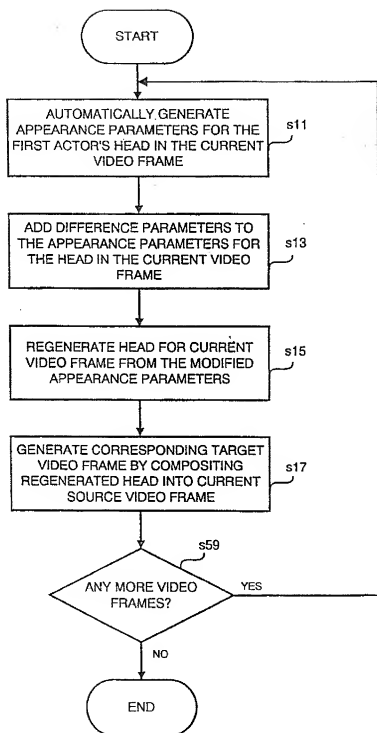 START
AUTOMATICALLY GENERATE
APPEARANCE PARAMETERS FOR THE
FIRST ACTOR'S HEAD IN THE CURRENT
VIDEO FRAME
s11
ADD DIFFERENCE PARAMETERS TO
THE APPEARANCE PARAMETERS FOR
THE HEAD IN THE CURRENT VIDEO
FRAME
s13
REGENERATE HEAD FOR CURRENT
VIDEO FRAME FROM THE MODIFIED
APPEARANCE PARAMETERS
s15
GENERATE CORRESPONDING TARGET
VIDEO FRAME BY COMPOSITING
REGENERATED HEAD INTO CURRENT
SOURCE VIDEO FRAME
s17
s59
ANY MORE VIDEO
FRAMES?
YES
NO
END